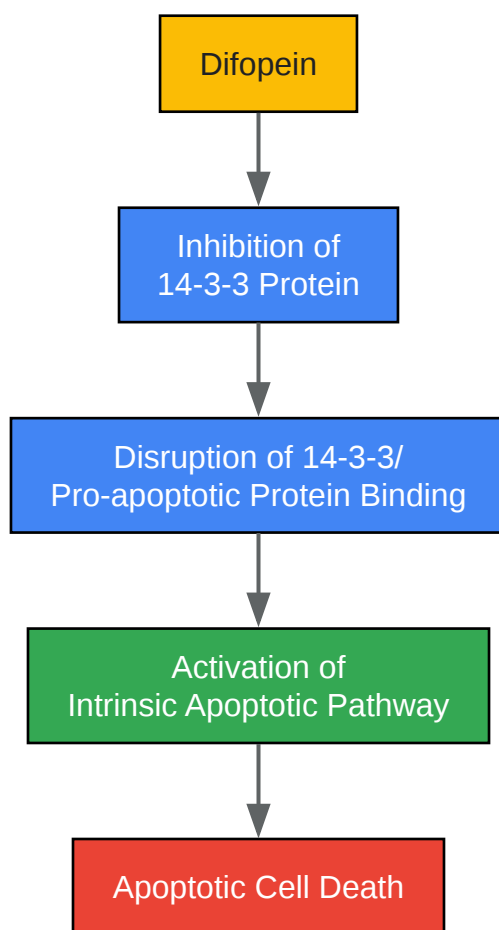 Difopein
Inhibition of
14-3-3 Protein
Disruption of 14-3-3/
Pro-apoptotic Protein Binding
Activation of
Intrinsic Apoptotic Pathway
Apoptotic Cell Death